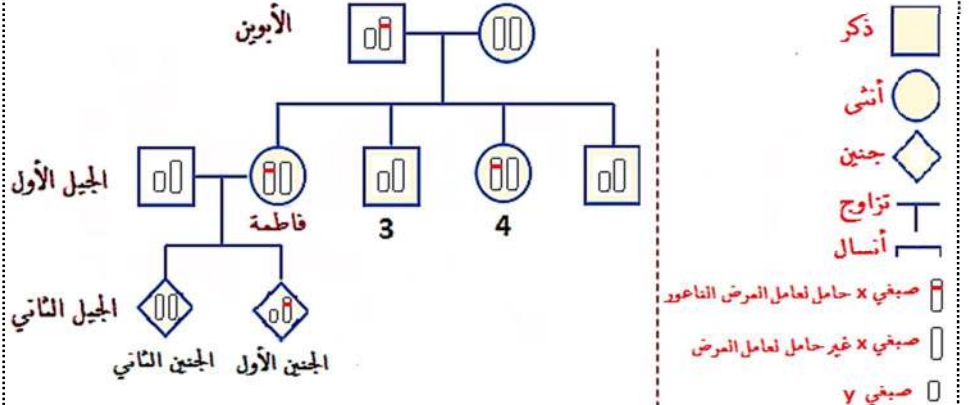 الأبوين
الجيل الأول
فاطمة
3
4
الجيل الثاني
الجنين الثاني
الجنين الأول
ذكر
أنثى
جنين
تزاوج
أنسال
صبغي x حامل لعامل المرض الناعور
صبغي x غير حامل لعامل المرض
صبغي y